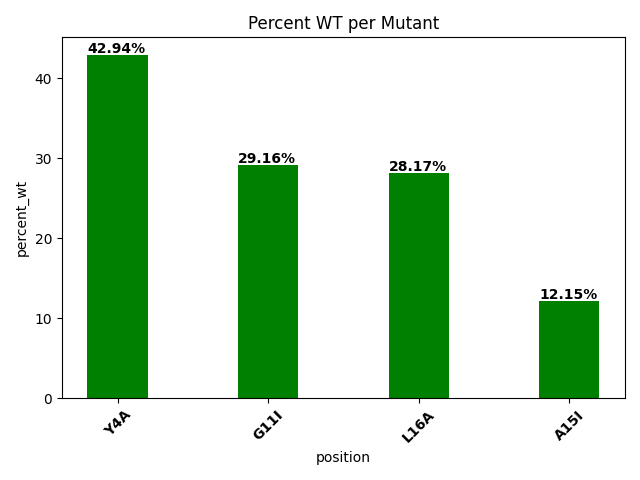 Percent WT per Mutant
42.94%
29.16%
28.17%
12.15%
percent_wt
40
30
20
10
0
Y4A
G11I
L16A
A15I
position